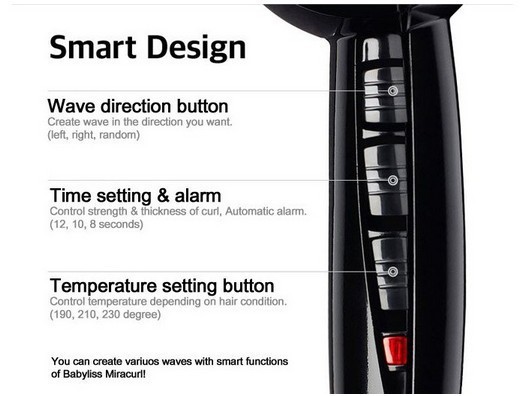 Smart Design
Wave direction button
Create wave in the direction you want.
(left, right, random)
Time setting & alarm
Control strength & thickness of curl, Automatic alarm.
(12, 10, 8 seconds)
Temperature setting button
Control temperature depending on hair condition.
(190, 210, 230 degree)
You can create variuos waves with smart functions
of Babyliss Miracurl!